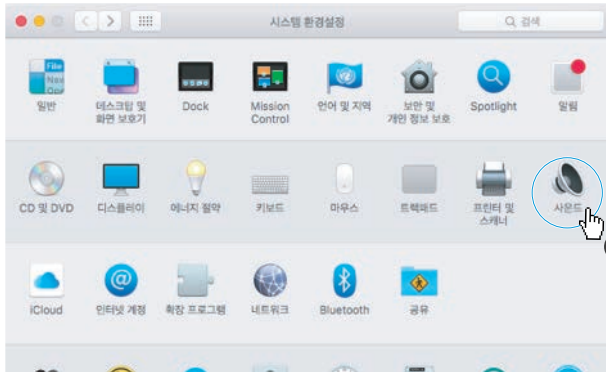 시스템 환경설정
검색
일반
데스크탑 및
화면 보호기
Dock
Mission
Control
언어 및 지역
보안 및
개인 정보 보호
Spotlight
알림
CD 및 DVD
디스플레이
에너지 절약
키보드
마우스
트랙패드
프린터 및
스캐너
사운드
iCloud
인터넷 계정
확장 프로그램
네트워크
Bluetooth
공유